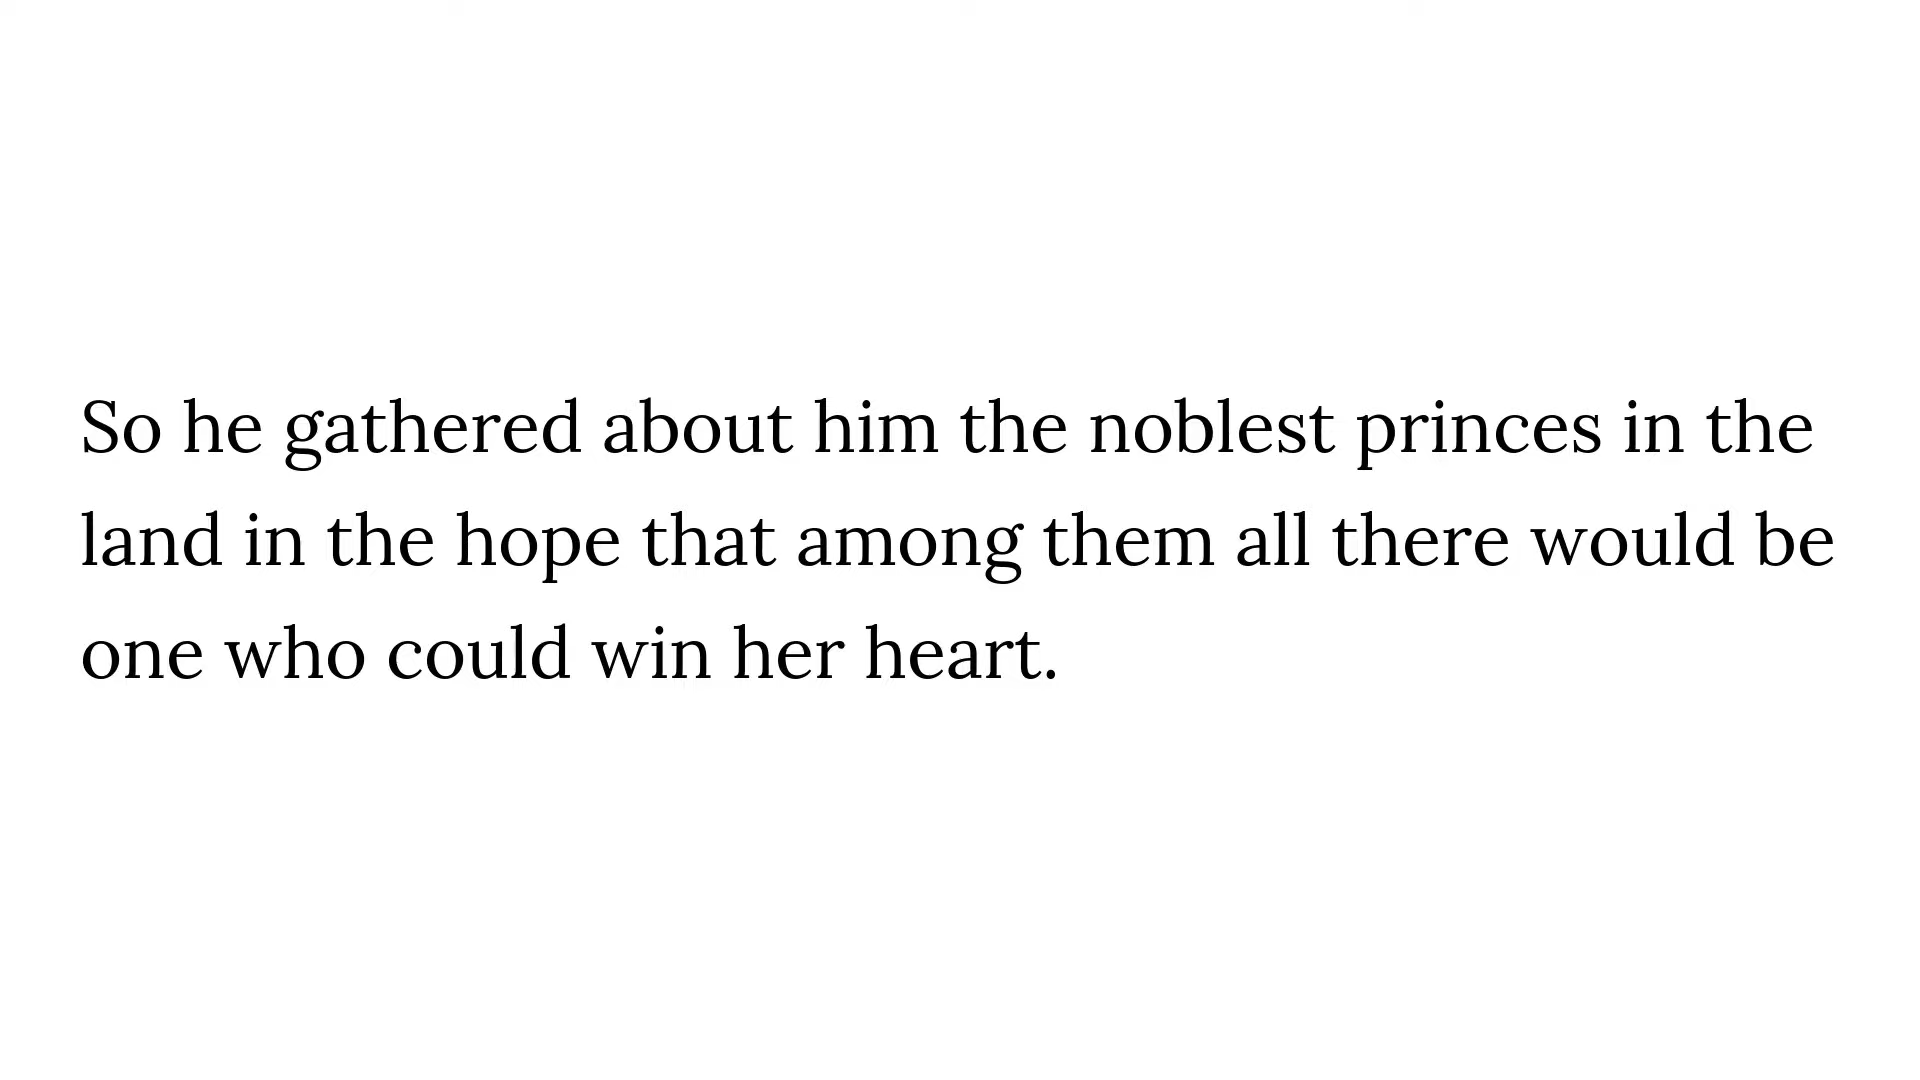 So he gathered about him the noblest princes in the
land in the hope that among them all there would be
one who could win her heart.